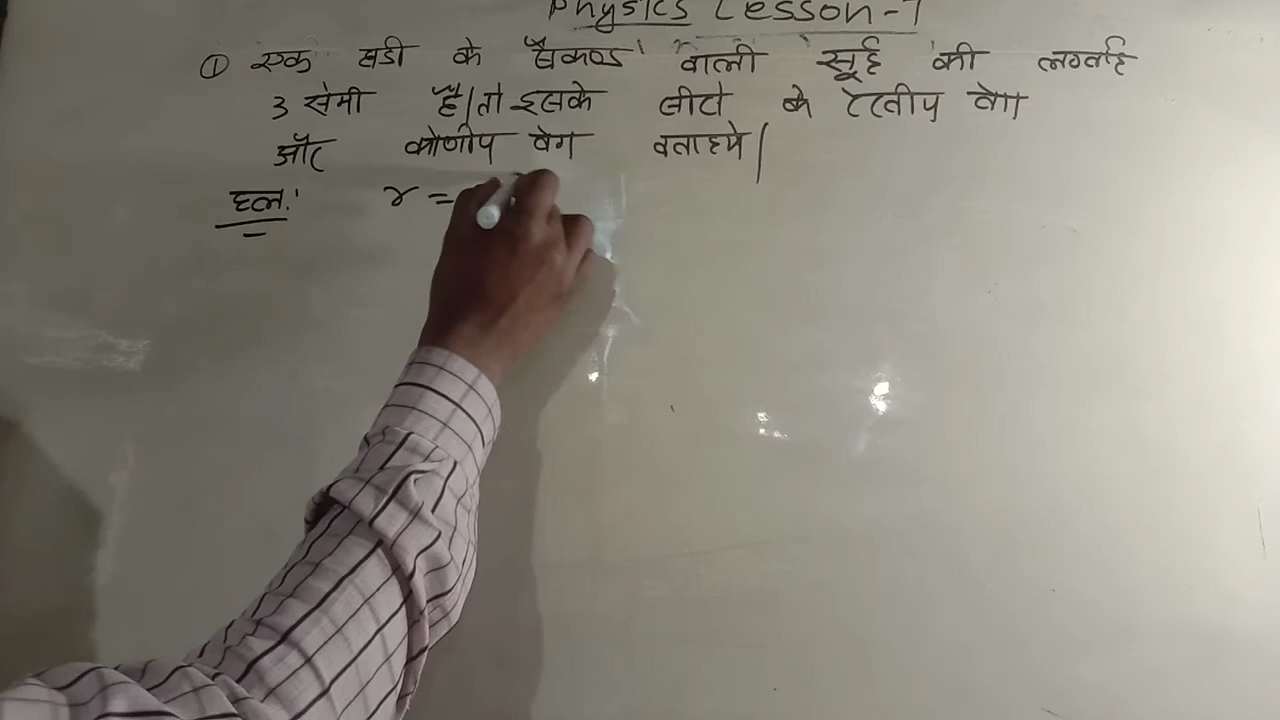 Physics Lesson-1
① एक घडी के सैकण्ड वाली सूई की लम्बाई
3 सेमी है। तो इसके सीटो के रेखीय वेग
और कोणीय वेग बताइये।
हल: r =